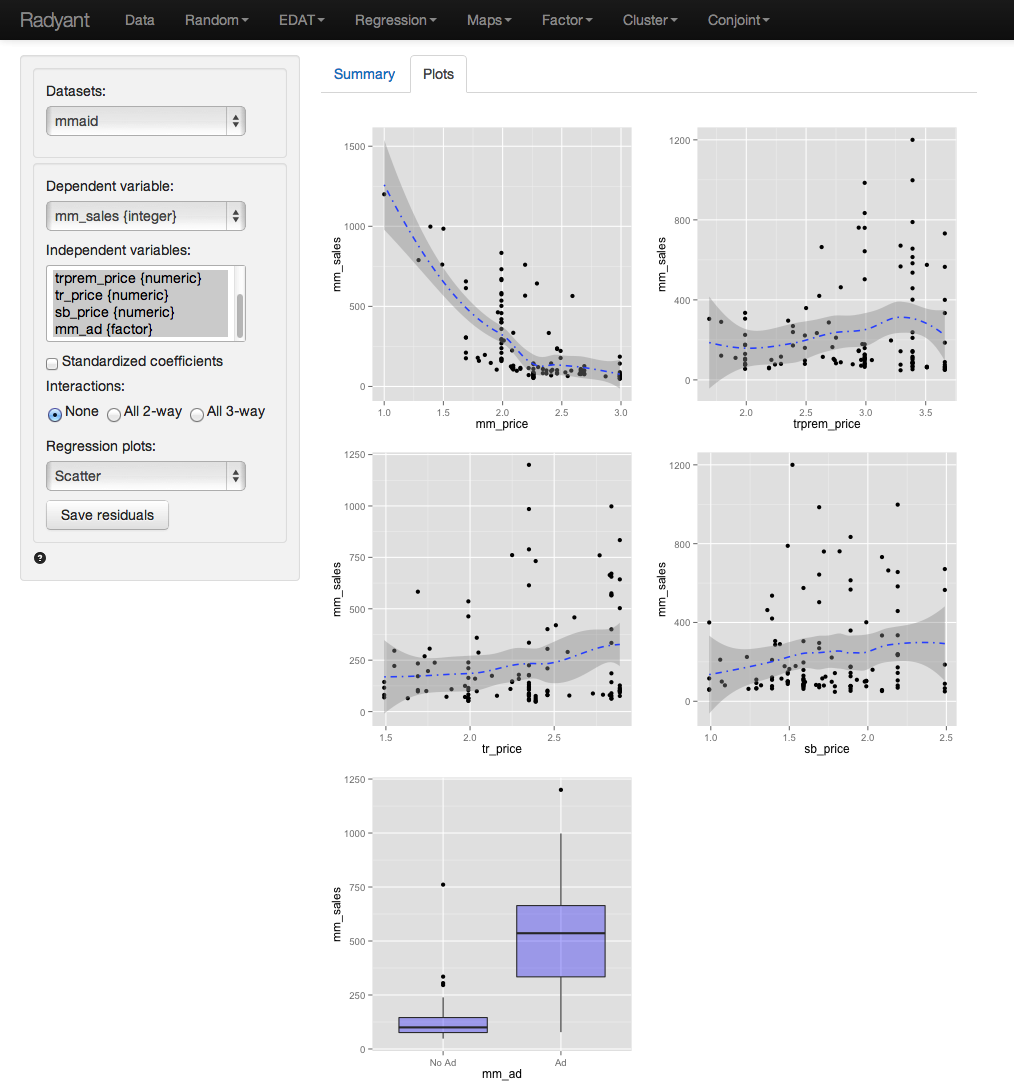 Radyant Data Random EDAT Regression Maps Factor Cluster Conjoint
Datasets:
mmaid
Dependent variable:
mm_sales {integer}
Independent variables:
trprem_price {numeric}
tr_price {numeric}
sb_price {numeric}
mm_ad {factor}
Standardized coefficients
Interactions:
None All 2-way All 3-way
Regression plots:
Scatter
Save residuals
?
Summary Plots
mm_sales
1500
1000
500
0
1.0 1.5 2.0 2.5 3.0
mm_price
mm_sales
1200
800
400
0
2.0 2.5 3.0 3.5
trprem_price
mm_sales
1250
1000
750
500
250
0
1.5 2.0 2.5
tr_price
mm_sales
1200
800
400
0
1.0 1.5 2.0 2.5
sb_price
mm_sales
1250
1000
750
500
250
0
No Ad Ad
mm_ad